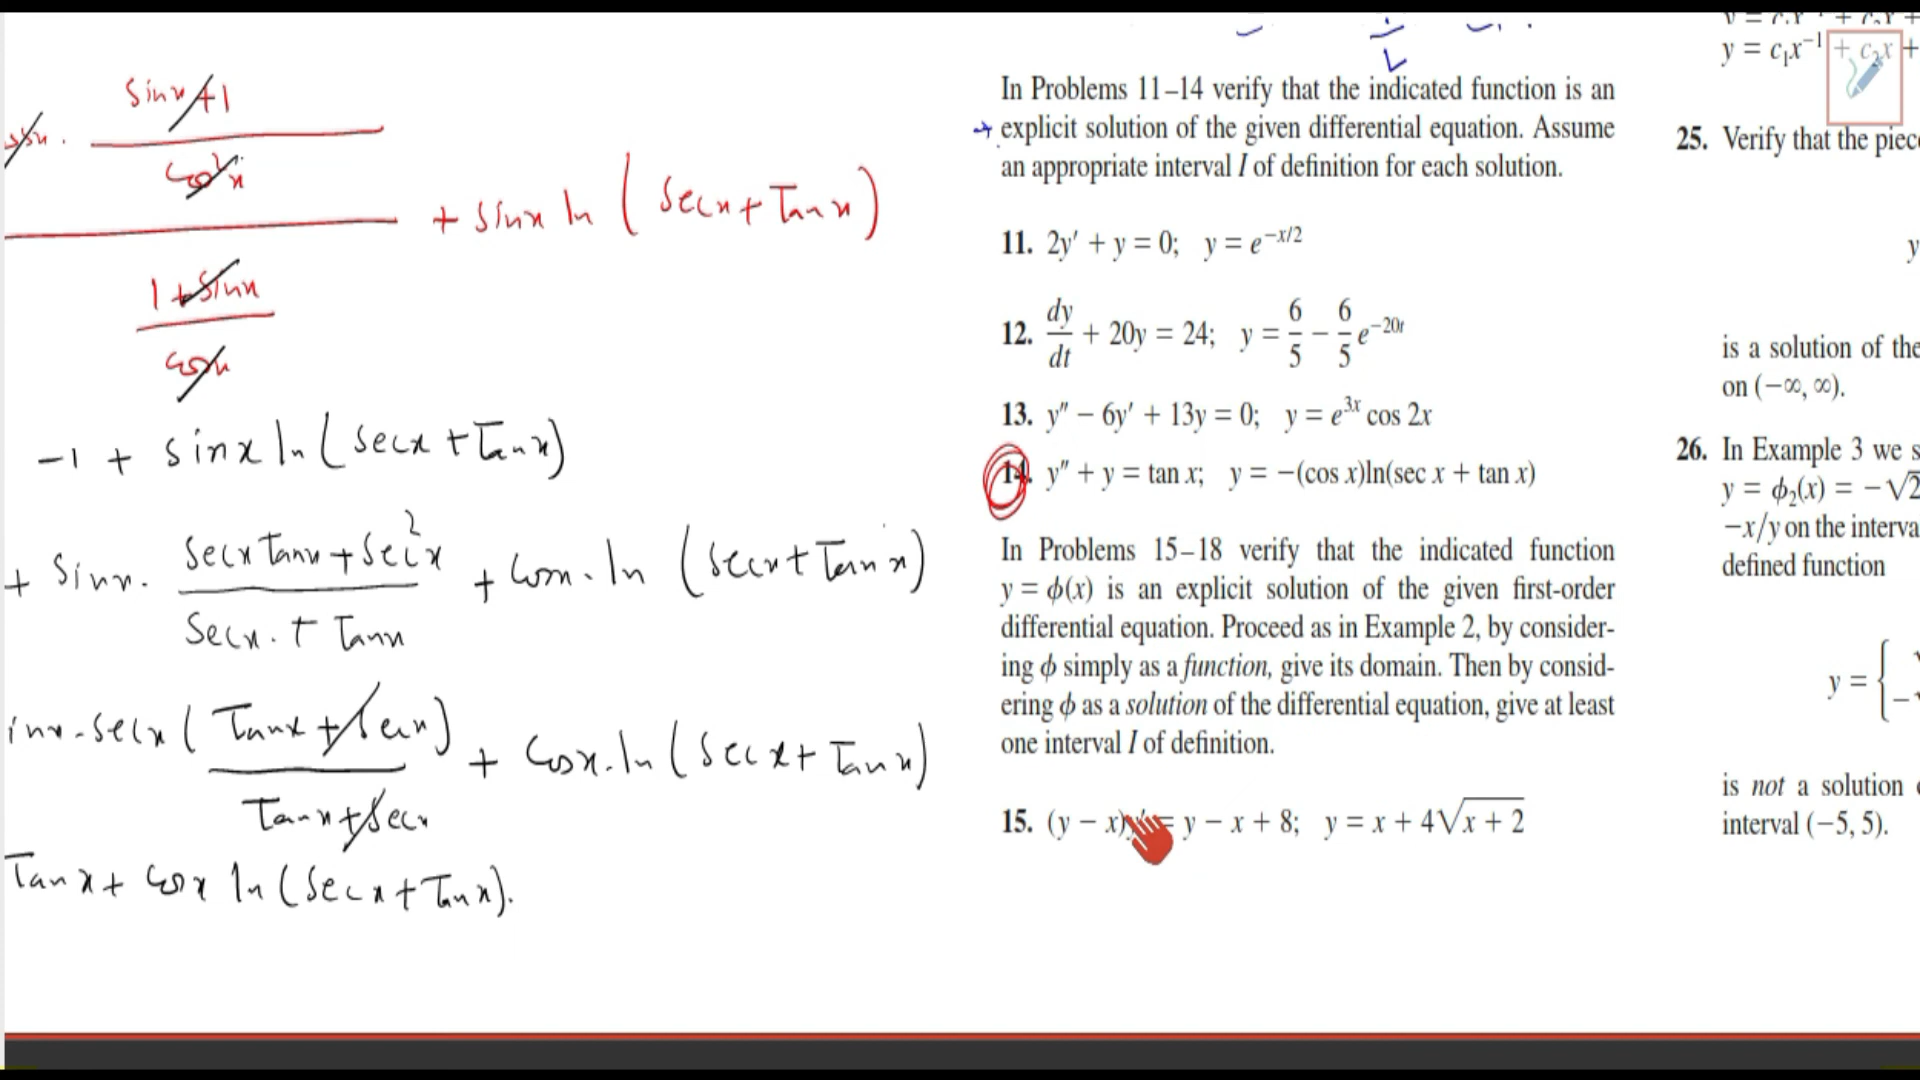 sinx+1
cos²x
+ sinx ln (secx+Tanx)
1+sinx
cosx
-1 + sinx ln (secx+Tanx)
+ sinx. secx Tanx + sec²x / secx. + Tanx + cosx. ln (secx+Tanx)
inx.secx (Tanx+secx) / Tanx+secx + cosx.ln (secx+Tanx)
Tanx+ cosx ln (secx+Tanx).
In Problems 11–14 verify that the indicated function is an
explicit solution of the given differential equation. Assume
an appropriate interval I of definition for each solution.
11. 2y′ + y = 0; y = e^{−x/2}
12. dy/dt + 20y = 24; y = 6/5 − 6/5 e^{−20t}
13. y″ − 6y′ + 13y = 0; y = e^{3x} cos 2x
14. y″ + y = tan x; y = −(cos x)ln(sec x + tan x)
In Problems 15–18 verify that the indicated function
y = ϕ(x) is an explicit solution of the given first-order
differential equation. Proceed as in Example 2, by consider-
ing ϕ simply as a function, give its domain. Then by consid-
ering ϕ as a solution of the differential equation, give at least
one interval I of definition.
15. (y − x) = y − x + 8; y = x + 4√x + 2
y = c₁x⁻¹ + c₂x +
25. Verify that the piec
y
is a solution of the
on (−∞, ∞).
26. In Example 3 we s
y = ϕ₂(x) = −√2
−x/y on the interva
defined function
y = {
−
is not a solution
interval (−5, 5).